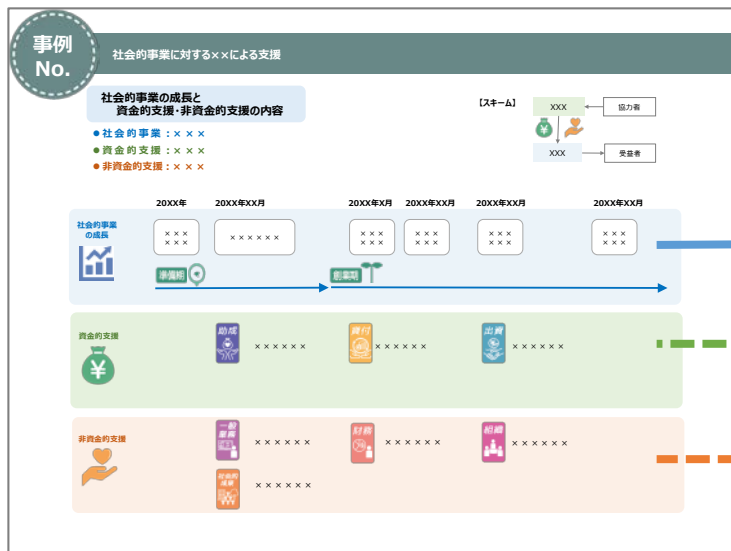 事例
No.
社会的事業に対する××による支援
社会的事業の成長と
資金的支援・非資金的支援の内容
●社会的事業:×××
●資金的支援:×××
●非資金的支援:×××
【スキーム】
XXX
協力者
¥
XXX
受益者
20XX年
20XX年XX月
20XX年X月
20XX年XX月
20XX年XX月
20XX年XX月
社会的事業
の成長
×××
×××
××××××
×××
×××
×××
×××
×××
×××
×××
×××
準備期
創業期
資金的支援
¥
助成
××××××
貸付
××××××
出資
××××××
非資金的支援
一般
業務
××××××
財務
××××××
組織
××××××
社会的
成果
××××××